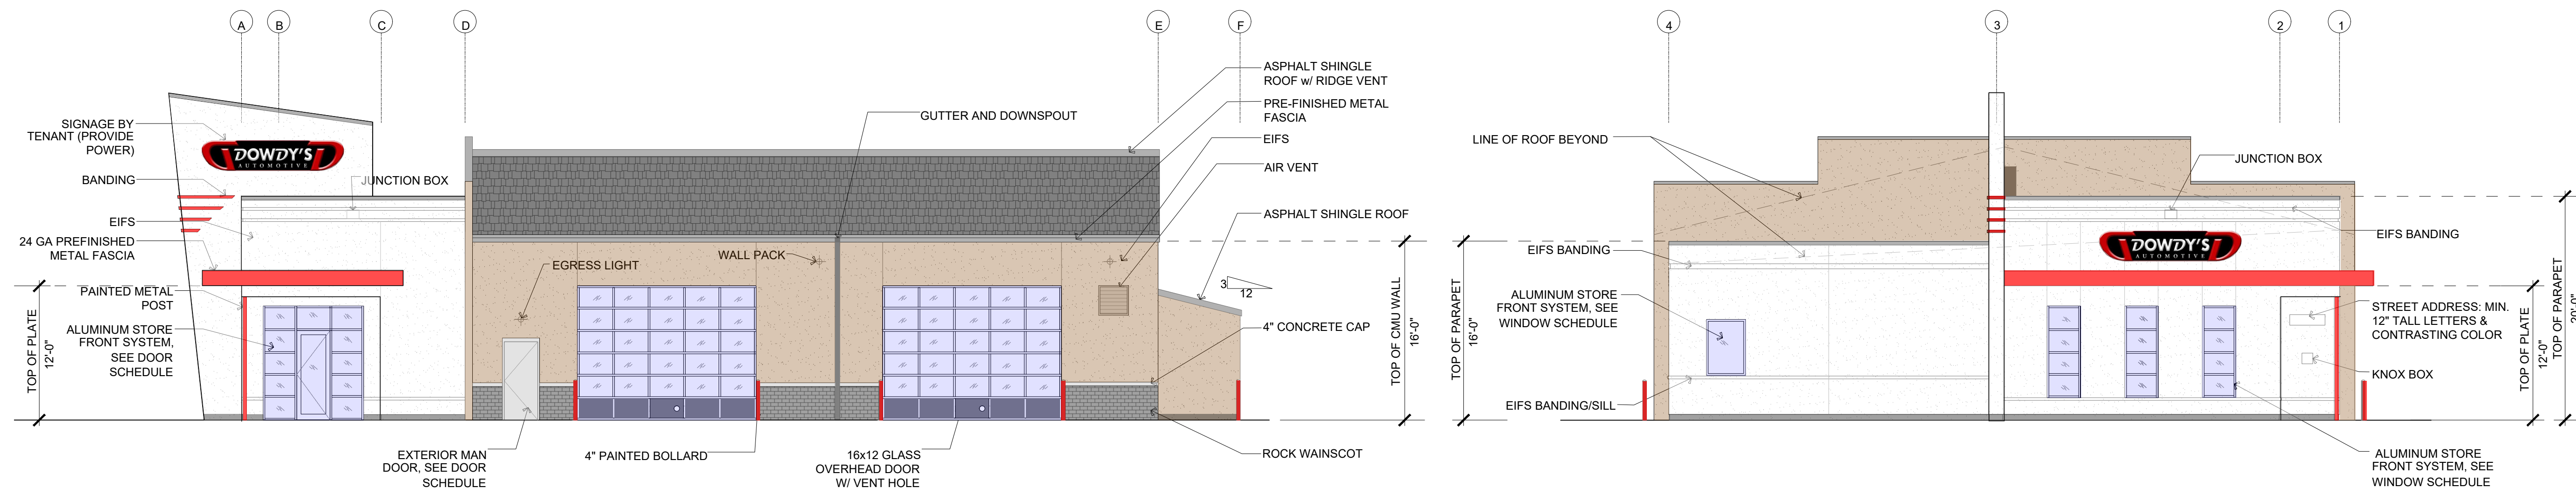 A
B
C
D
E
F
SIGNAGE BY
TENANT (PROVIDE
POWER)
BANDING
EIFS
24 GA PREFINISHED
METAL FASCIA
PAINTED METAL
POST
ALUMINUM STORE
FRONT SYSTEM,
SEE DOOR
SCHEDULE
TOP OF PLATE
12'-0"
DOWDY'S
AUTOMOTIVE
JUNCTION BOX
EGRESS LIGHT
WALL PACK
GUTTER AND DOWNSPOUT
ASPHALT SHINGLE
ROOF w/ RIDGE VENT
PRE-FINISHED METAL
FASCIA
EIFS
AIR VENT
ASPHALT SHINGLE ROOF
3
12
4" CONCRETE CAP
ROCK WAINSCOT
EXTERIOR MAN
DOOR, SEE DOOR
SCHEDULE
4" PAINTED BOLLARD
16x12 GLASS
OVERHEAD DOOR
W/ VENT HOLE
TOP OF CMU WALL
16'-0"
4
3
2
1
TOP OF PARAPET
16'-0"
LINE OF ROOF BEYOND
EIFS BANDING
ALUMINUM STORE
FRONT SYSTEM, SEE
WINDOW SCHEDULE
EIFS BANDING/SILL
JUNCTION BOX
DOWDY'S
AUTOMOTIVE
EIFS BANDING
STREET ADDRESS: MIN.
12" TALL LETTERS &
CONTRASTING COLOR
KNOX BOX
ALUMINUM STORE
FRONT SYSTEM, SEE
WINDOW SCHEDULE
TOP OF PLATE
12'-0"
TOP OF PARAPET
20'-0"